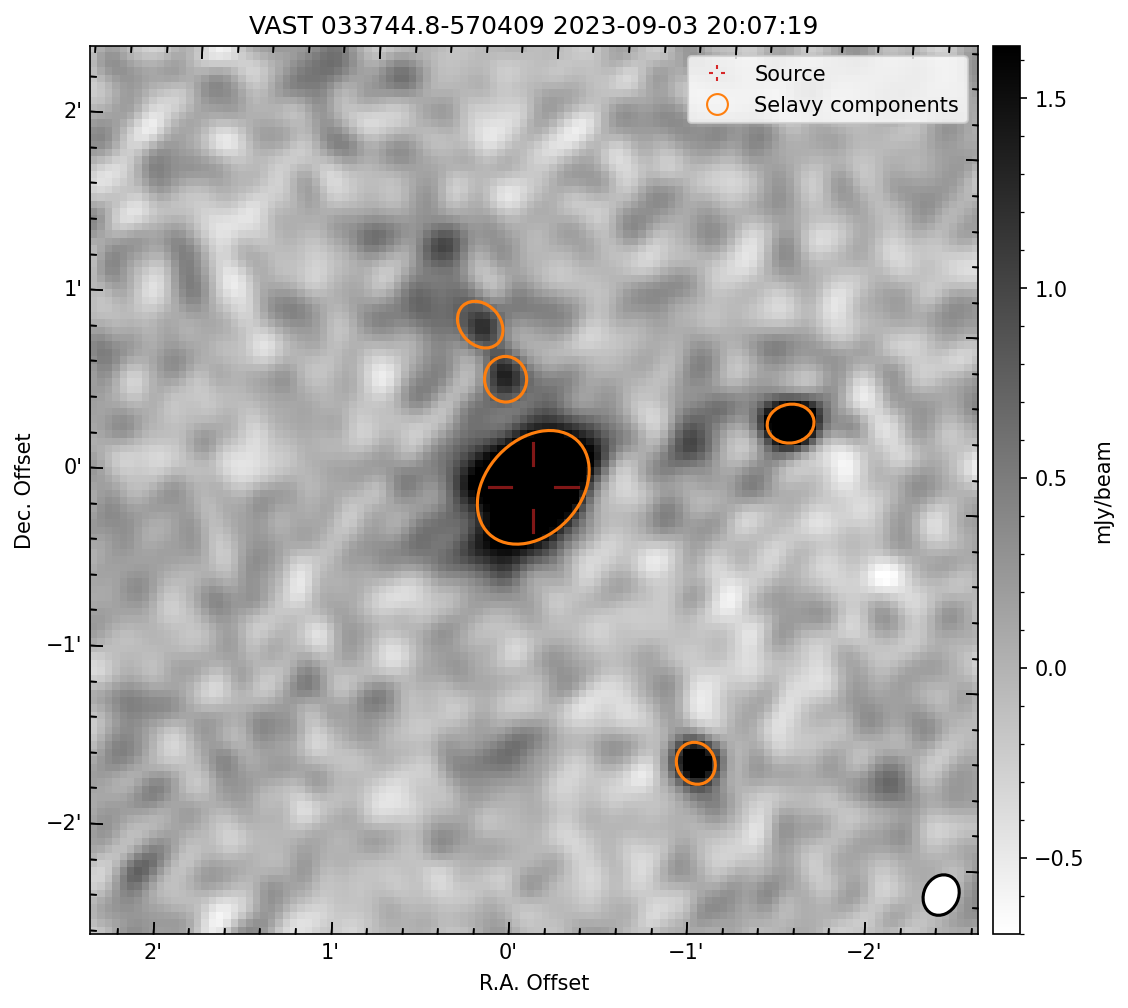 VAST 033744.8-570409 2023-09-03 20:07:19
Source
Selavy components
2'
1'
0'
−1'
−2'
Dec. Offset
2'
1'
0'
−1'
−2'
R.A. Offset
1.5
1.0
0.5
0.0
−0.5
mJy/beam